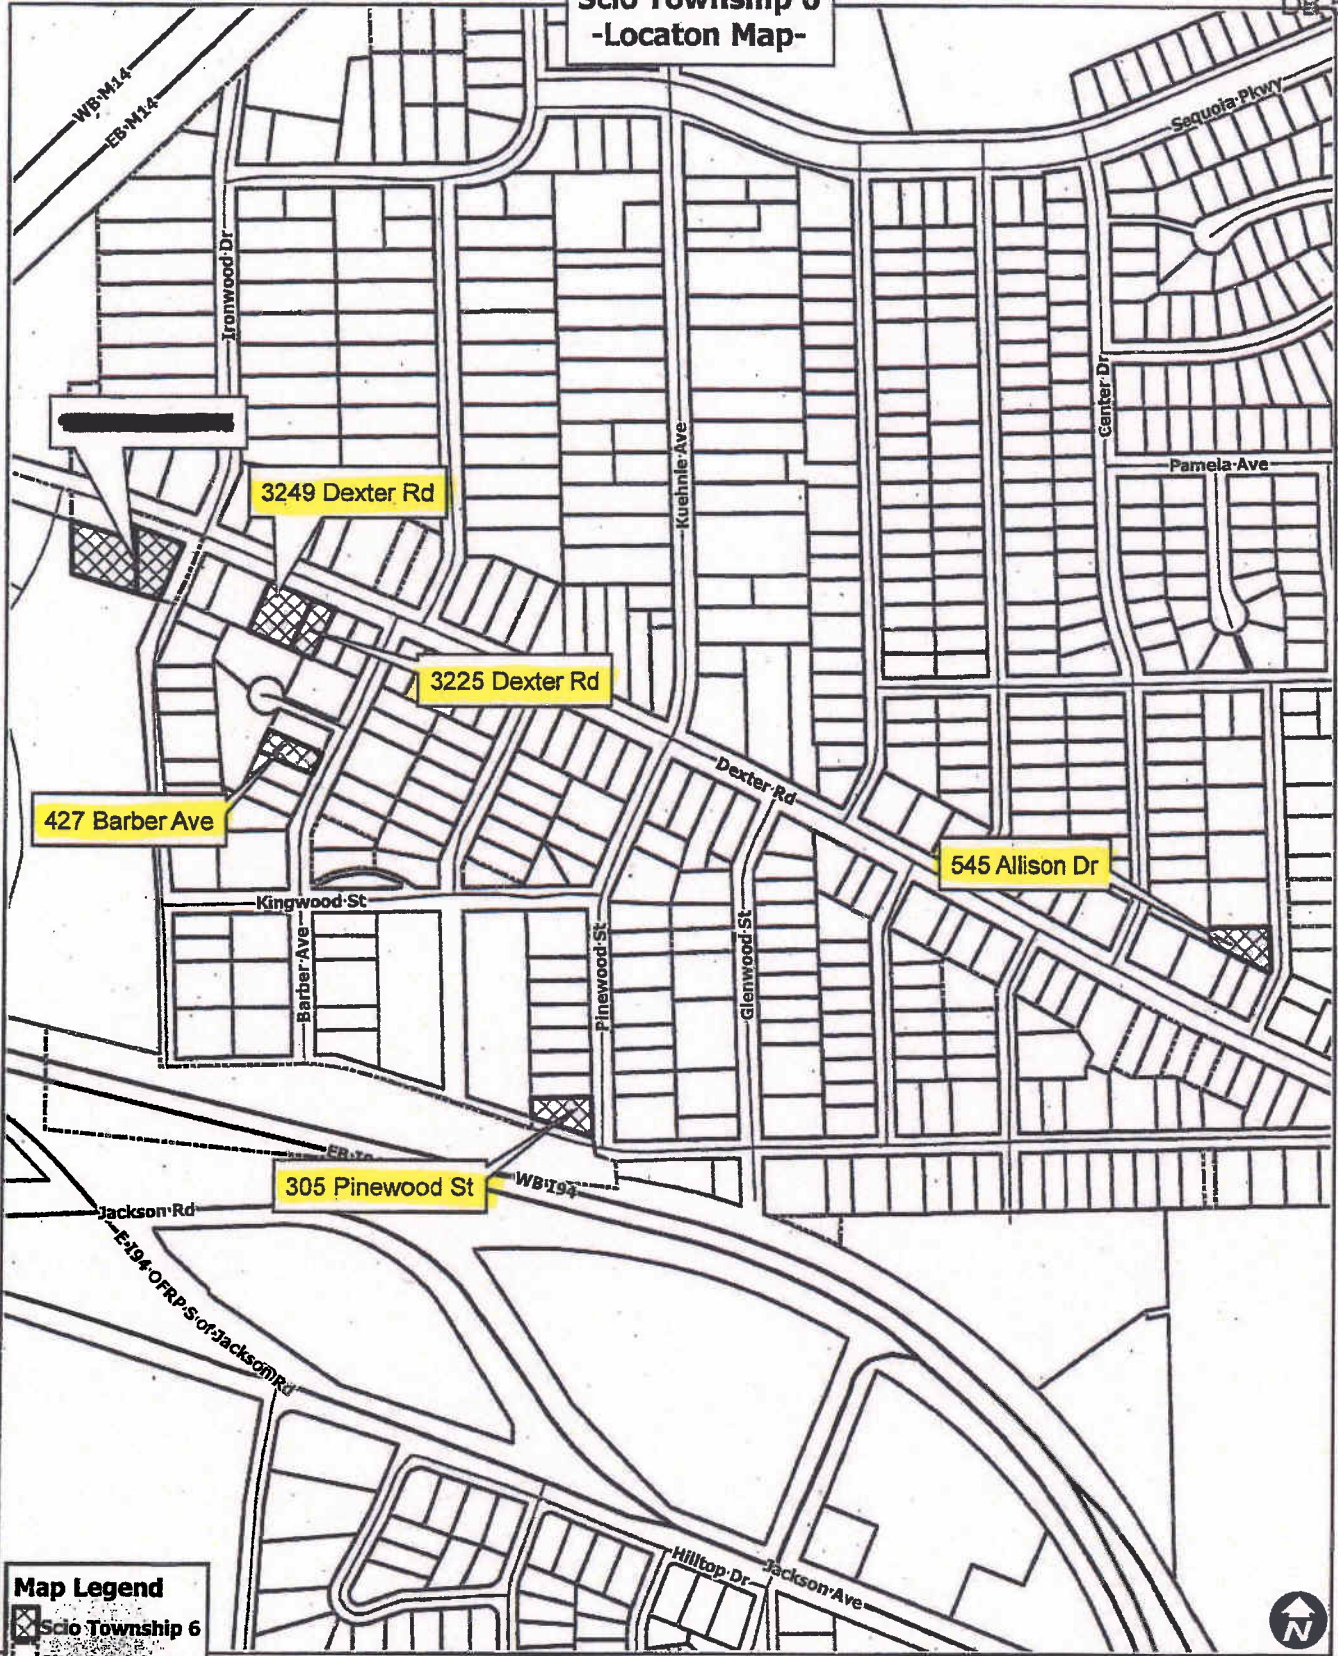 Scio Township 6
-Locaton Map-
WB M14
EB M14
Sequoia Pkwy
Ironwood Dr
Center Dr
Kuehnle Ave
Pamela Ave
3249 Dexter Rd
3225 Dexter Rd
Dexter Rd
427 Barber Ave
545 Allison Dr
Kingwood St
Barber Ave
Pinewood St
Glenwood St
305 Pinewood St
WB I94
Jackson Rd
E I94 OFRP S of Jackson Rd
Hilltop Dr
Jackson Ave
Map Legend
Scio Township 6
N